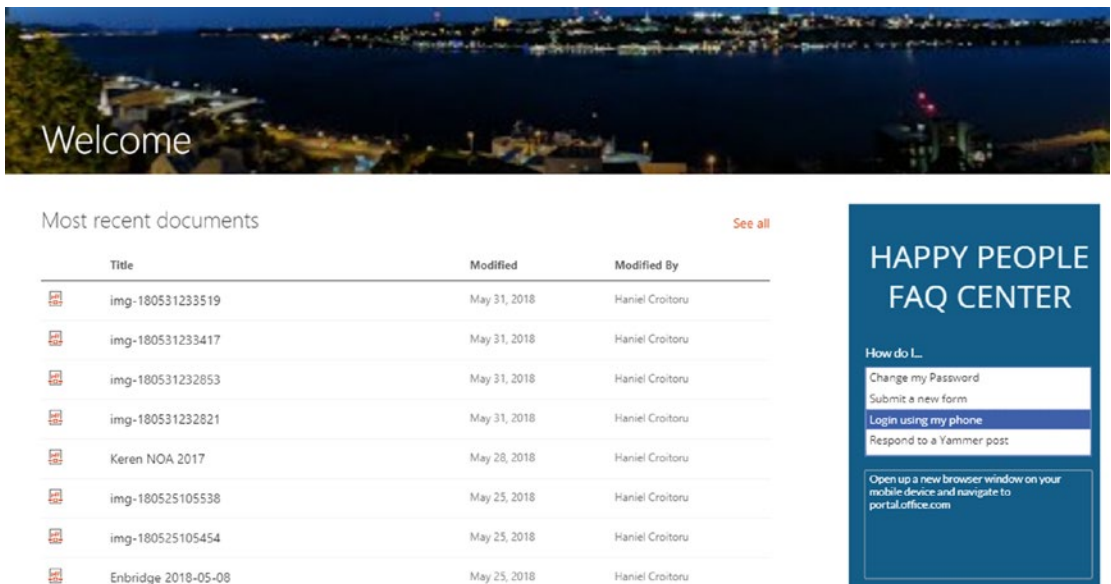 Welcome
Most recent documents
See all
Title Modified Modified By
img-180531233519 May 31, 2018 Haniel Croitoru
img-180531233417 May 31, 2018 Haniel Croitoru
img-180531232853 May 31, 2018 Haniel Croitoru
img-180531232821 May 31, 2018 Haniel Croitoru
Keren NOA 2017 May 28, 2018 Haniel Croitoru
img-180525105538 May 25, 2018 Haniel Croitoru
img-180525105454 May 25, 2018 Haniel Croitoru
Enbridge 2018-05-08 May 25, 2018 Haniel Croitoru
HAPPY PEOPLE
FAQ CENTER
How do I...
Change my Password
Submit a new form
Login using my phone
Respond to a Yammer post
Open up a new browser window on your
mobile device and navigate to
portal.office.com